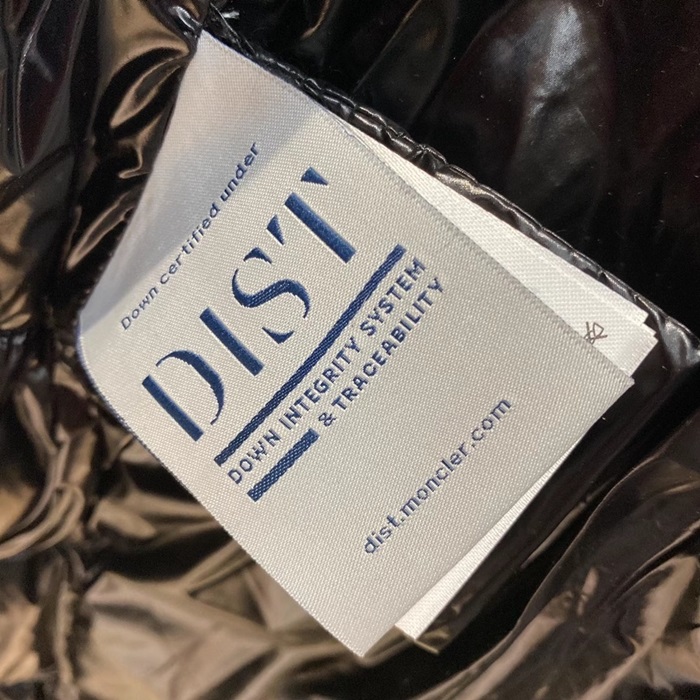 Down certified under
DIST
DOWN INTEGRITY SYSTEM
& TRACEABILITY
dist.moncler.com